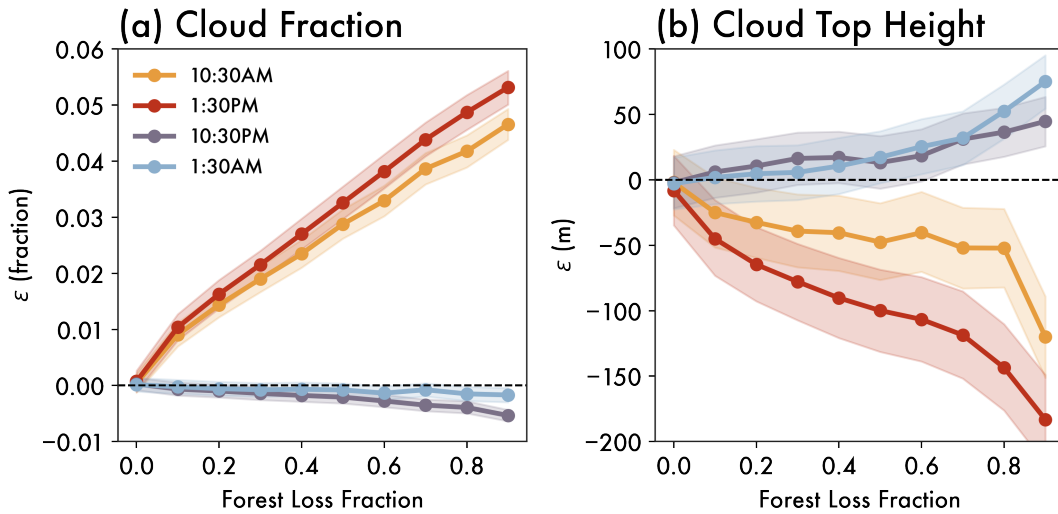 (a) Cloud Fraction
0.06
0.05
0.04
0.03
0.02
0.01
0.00
−0.01
ε (fraction)
10:30AM
1:30PM
10:30PM
1:30AM
0.0 0.2 0.4 0.6 0.8
Forest Loss Fraction
(b) Cloud Top Height
100
50
0
−50
−100
−150
−200
ε (m)
0.0 0.2 0.4 0.6 0.8
Forest Loss Fraction